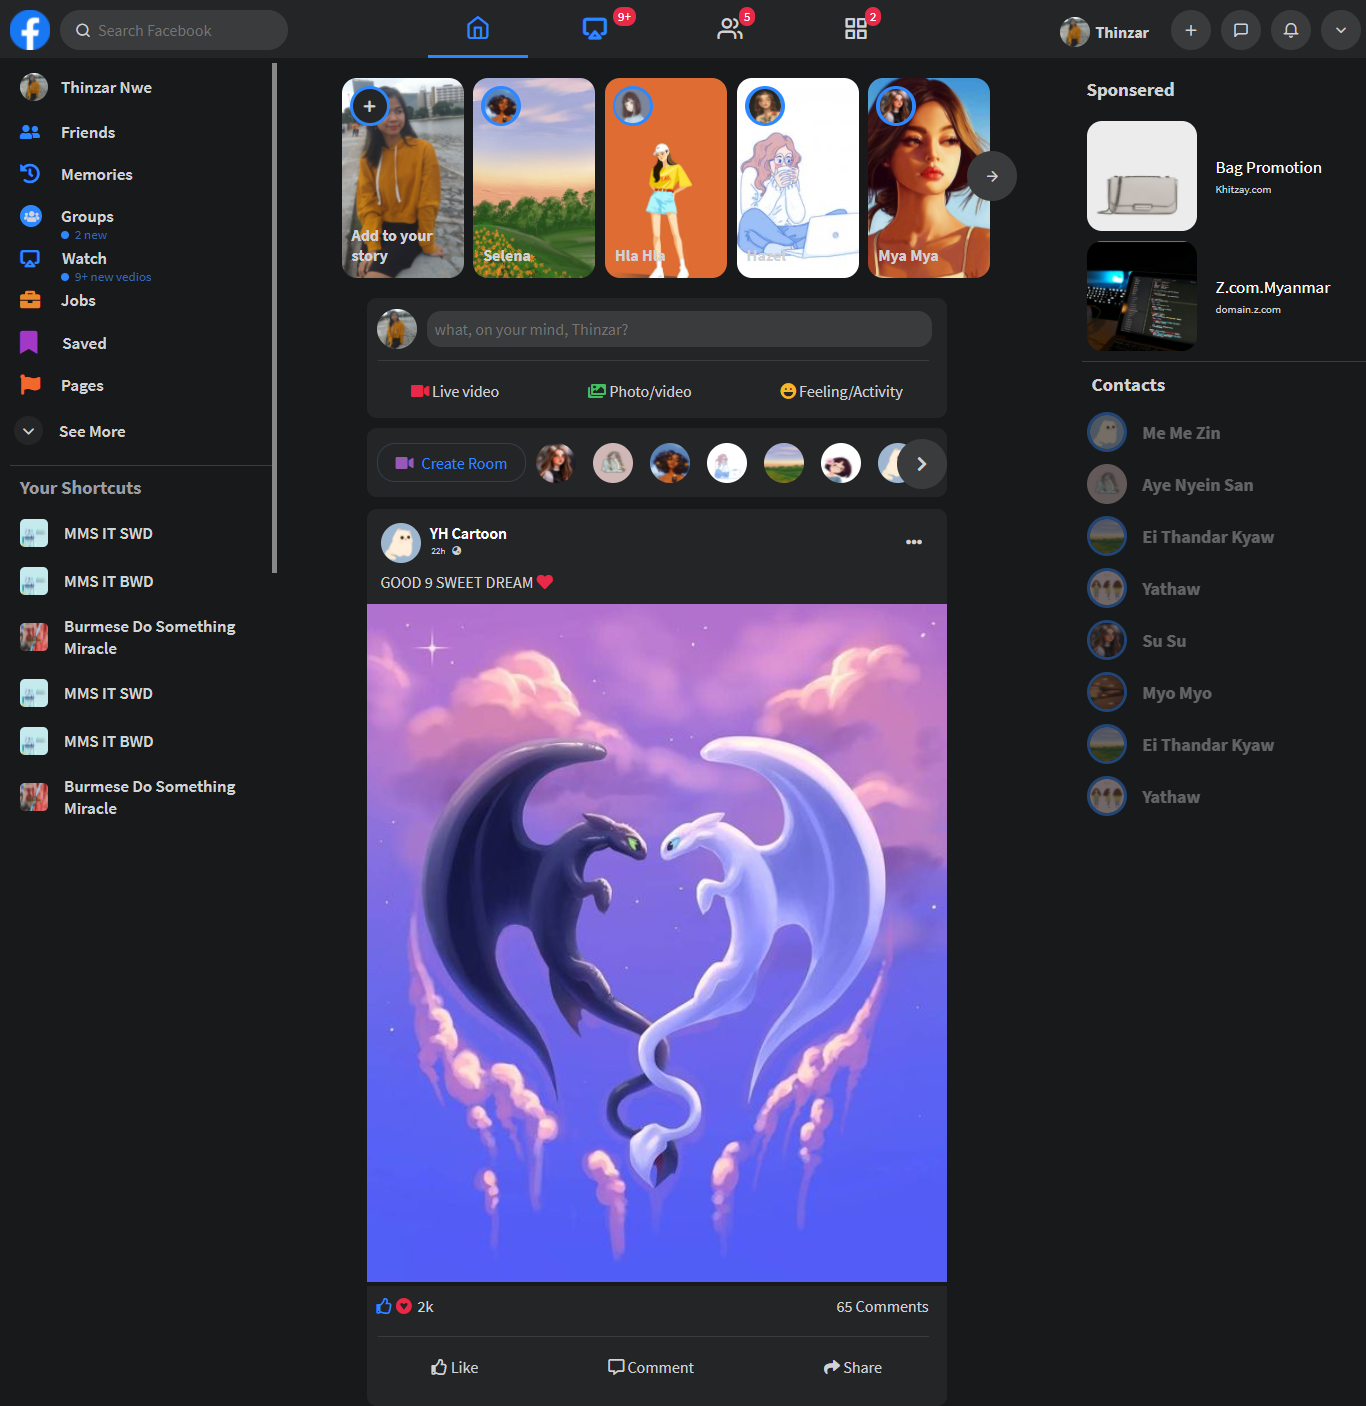 Search Facebook
9+
5
2
Thinzar
Thinzar Nwe
Friends
Memories
Groups
2 new
Watch
9+ new vedios
Jobs
Saved
Pages
See More
Your Shortcuts
MMS IT SWD
MMS IT BWD
Burmese Do Something
Miracle
MMS IT SWD
MMS IT BWD
Burmese Do Something
Miracle
Add to your
story
Selena
Hla Hla
Hazel
Mya Mya
what, on your mind, Thinzar?
Live video
Photo/video
Feeling/Activity
Create Room
YH Cartoon
22h
GOOD 9 SWEET DREAM
2k
65 Comments
Like
Comment
Share
Sponsered
Bag Promotion
Khitzay.com
Z.com.Myanmar
domain.z.com
Contacts
Me Me Zin
Aye Nyein San
Ei Thandar Kyaw
Yathaw
Su Su
Myo Myo
Ei Thandar Kyaw
Yathaw